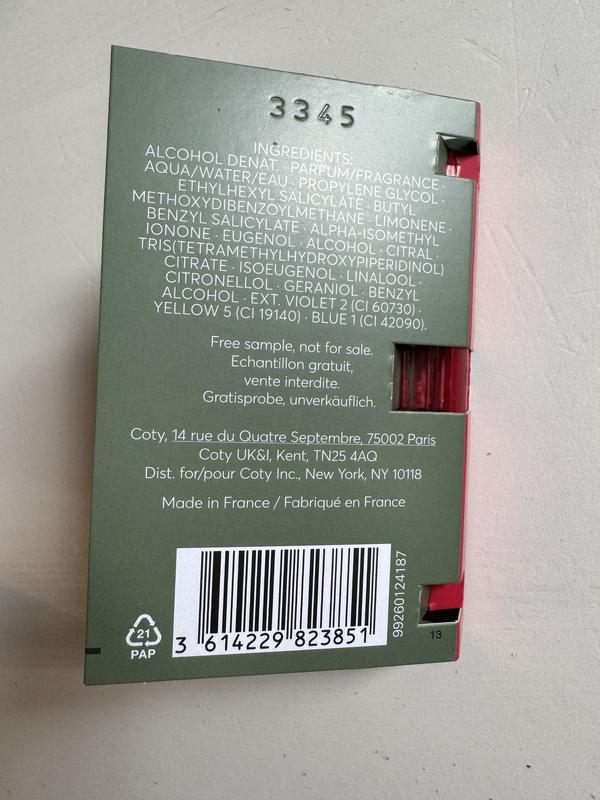 3345
INGREDIENTS:
ALCOHOL DENAT. · PARFUM/FRAGRANCE ·
AQUA/WATER/EAU · PROPYLENE GLYCOL ·
ETHYLHEXYL SALICYLATE · BUTYL
METHOXYDIBENZOYLMETHANE · LIMONENE ·
BENZYL SALICYLATE · ALPHA-ISOMETHYL
IONONE · EUGENOL · ALCOHOL · CITRAL ·
TRIS(TETRAMETHYLHYDROXYPIPERIDINOL)
CITRATE · ISOEUGENOL · LINALOOL ·
CITRONELLOL · GERANIOL · BENZYL
ALCOHOL · EXT. VIOLET 2 (CI 60730) ·
YELLOW 5 (CI 19140) · BLUE 1 (CI 42090).
Free sample, not for sale.
Echantillon gratuit,
vente interdite.
Gratisprobe, unverkäuflich.
Coty, 14 rue du Quatre Septembre, 75002 Paris
Coty UK&I, Kent, TN25 4AQ
Dist. for/pour Coty Inc., New York, NY 10118
Made in France / Fabriqué en France
21
PAP
3 614229 823851
99260124187
13